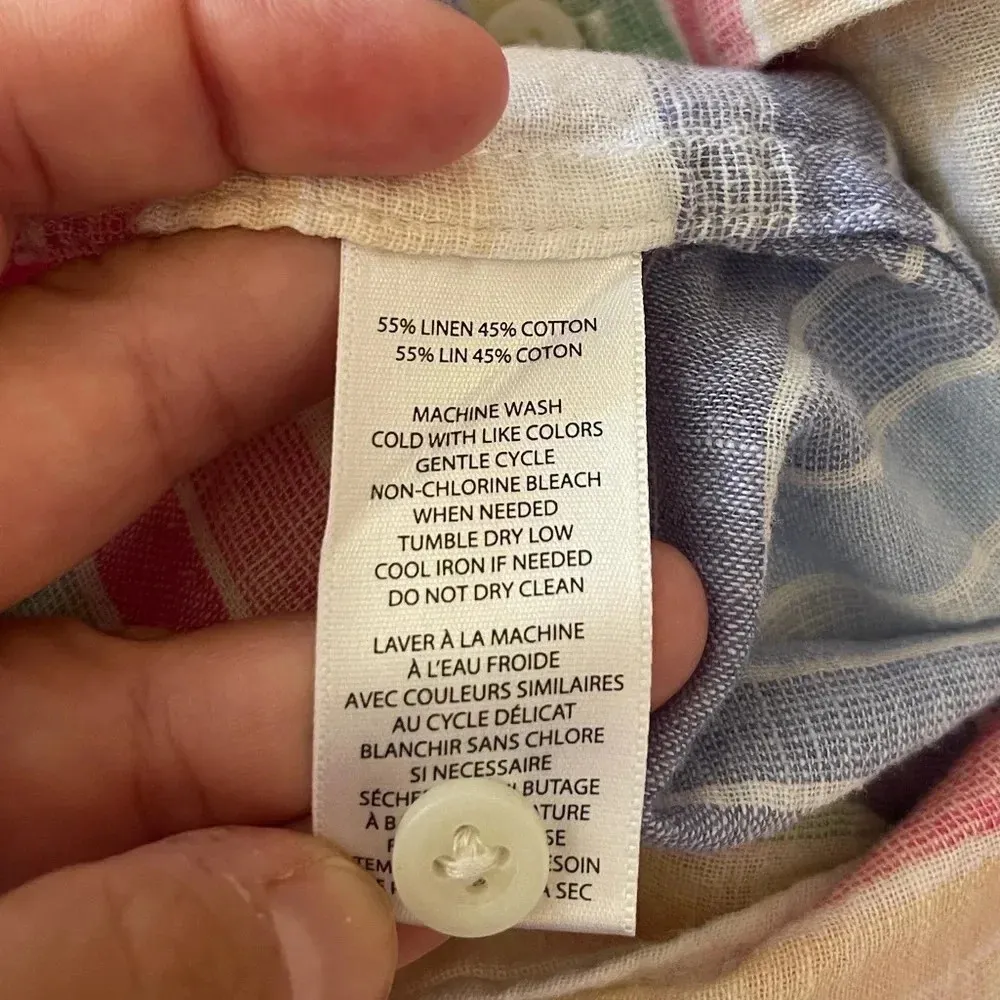 55% LINEN 45% COTTON
55% LIN 45% COTON
MACHINE WASH
COLD WITH LIKE COLORS
GENTLE CYCLE
NON-CHLORINE BLEACH
WHEN NEEDED
TUMBLE DRY LOW
COOL IRON IF NEEDED
DO NOT DRY CLEAN
LAVER À LA MACHINE
À L'EAU FROIDE
AVEC COULEURS SIMILAIRES
AU CYCLE DÉLICAT
BLANCHIR SANS CHLORE
SI NECESSAIRE
BUTAGE
À
SEC